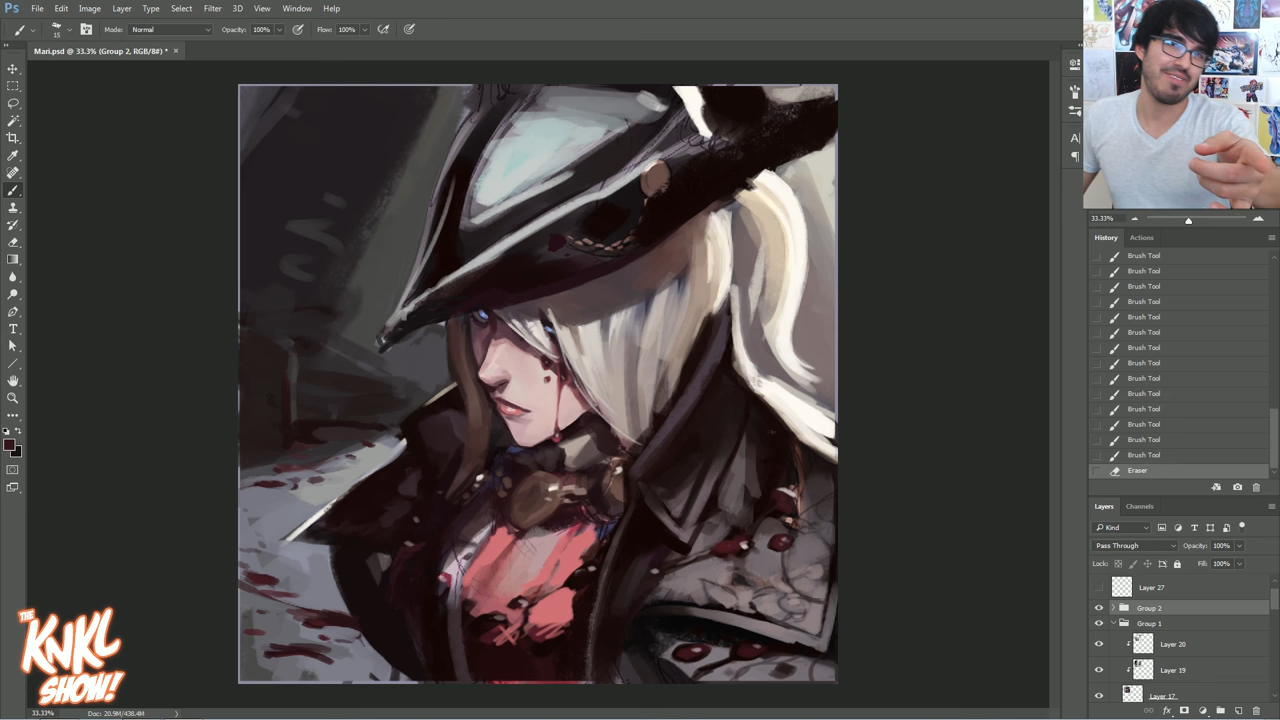 Ps File Edit Image Layer Type Select Filter 3D View Window Help
15 Mode: Normal Opacity: 100% Flow: 100%
Mari.psd @ 33.3% (Group 2, RGB/8#) * ×
33.33%
History Actions
Brush Tool
Brush Tool
Brush Tool
Brush Tool
Brush Tool
Brush Tool
Brush Tool
Brush Tool
Brush Tool
Brush Tool
Brush Tool
Brush Tool
Brush Tool
Brush Tool
Eraser
Layers Channels
Kind
Pass Through Opacity: 100%
Lock: Fill: 100%
Layer 27
Group 2
Group 1
Layer 20
Layer 19
Layer 17
THE
KNKL
SHOW!
33.33% Doc: 20.9M/438.4M